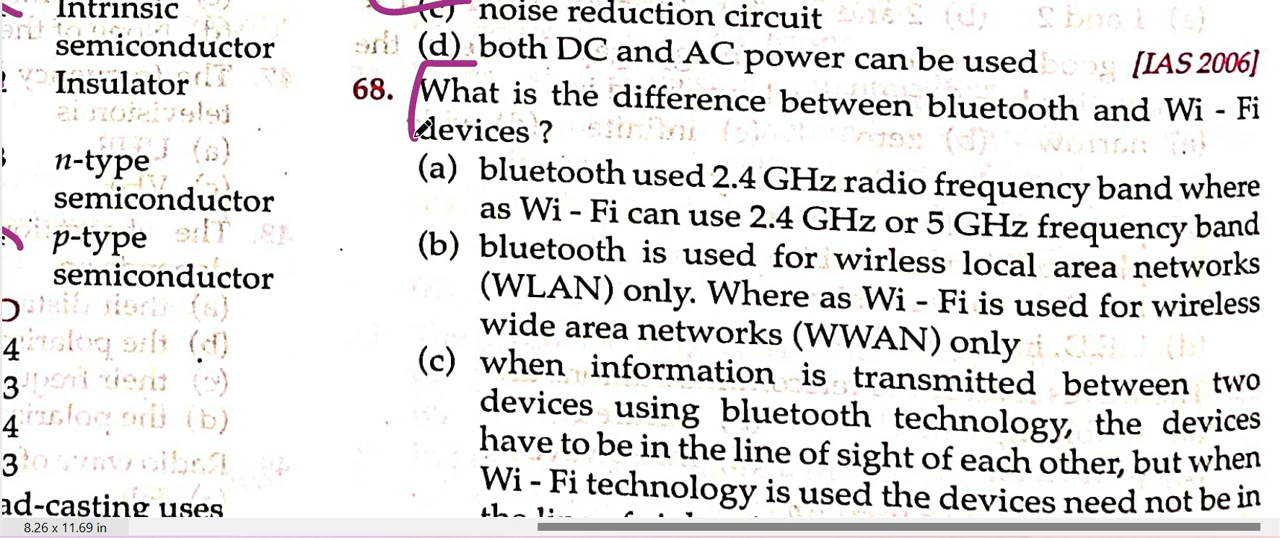 Intrinsic
semiconductor
Insulator
n-type
semiconductor
p-type
semiconductor
4
3
4
3
ad-casting uses
(c) noise reduction circuit
(d) both DC and AC power can be used
[IAS 2006]
68. What is the difference between bluetooth and Wi - Fi
devices ?
(a) bluetooth used 2.4 GHz radio frequency band where
as Wi - Fi can use 2.4 GHz or 5 GHz frequency band
(b) bluetooth is used for wirless local area networks
(WLAN) only. Where as Wi - Fi is used for wireless
wide area networks (WWAN) only
(c) when information is transmitted between two
devices using bluetooth technology, the devices
have to be in the line of sight of each other, but when
Wi - Fi technology is used the devices need not be in
8.26 x 11.69 in